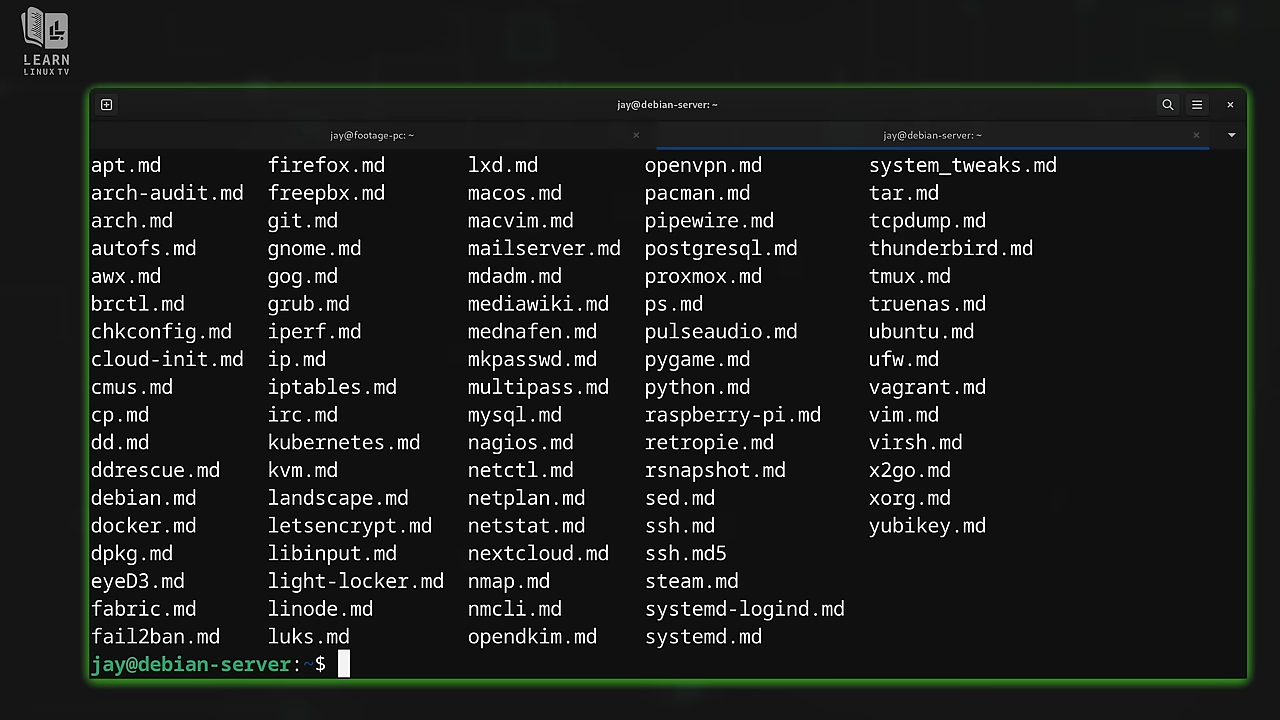 LEARN
LINUX TV
jay@debian-server: ~
jay@footage-pc: ~
jay@debian-server: ~
apt.md firefox.md lxd.md openvpn.md system_tweaks.md
arch-audit.md freepbx.md macos.md pacman.md tar.md
arch.md git.md macvim.md pipewire.md tcpdump.md
autofs.md gnome.md mailserver.md postgresql.md thunderbird.md
awx.md gog.md mdadm.md proxmox.md tmux.md
brctl.md grub.md mediawiki.md ps.md truenas.md
chkconfig.md iperf.md mednafen.md pulseaudio.md ubuntu.md
cloud-init.md ip.md mkpasswd.md pygame.md ufw.md
cmus.md iptables.md multipass.md python.md vagrant.md
cp.md irc.md mysql.md raspberry-pi.md vim.md
dd.md kubernetes.md nagios.md retropie.md virsh.md
ddrescue.md kvm.md netctl.md rsnapshot.md x2go.md
debian.md landscape.md netplan.md sed.md xorg.md
docker.md letsencrypt.md netstat.md ssh.md yubikey.md
dpkg.md libinput.md nextcloud.md ssh.md5
eyeD3.md light-locker.md nmap.md steam.md
fabric.md linode.md nmcli.md systemd-logind.md
fail2ban.md luks.md opendkim.md systemd.md
jay@debian-server:~$